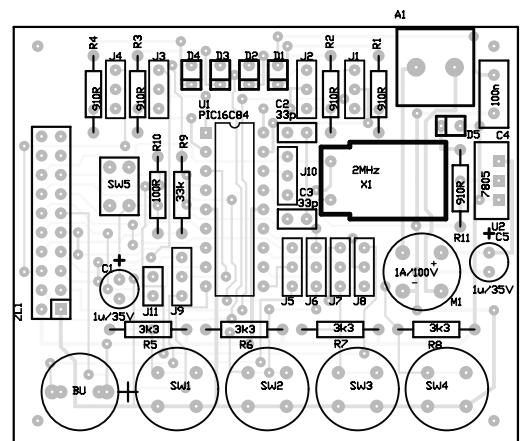 A1
R4
J4
R3
J3
D4
D3
D2
D1
J2
R2
J1
R1
910R
910R
910R
910R
100n
U1
PIC16C84
C2
33p
D5
C4
R10
R9
SW5
100R
33k
J10
C3
33p
2MHz
X1
910R
7805
R11
U2
C5
C1
1u/35V
J11
J9
J5
J6
J7
J8
1A/100V
+
-
M1
1u/35V
ZL1
3k3
3k3
3k3
3k3
R5
R6
R7
R8
BU
SW1
SW2
SW3
SW4